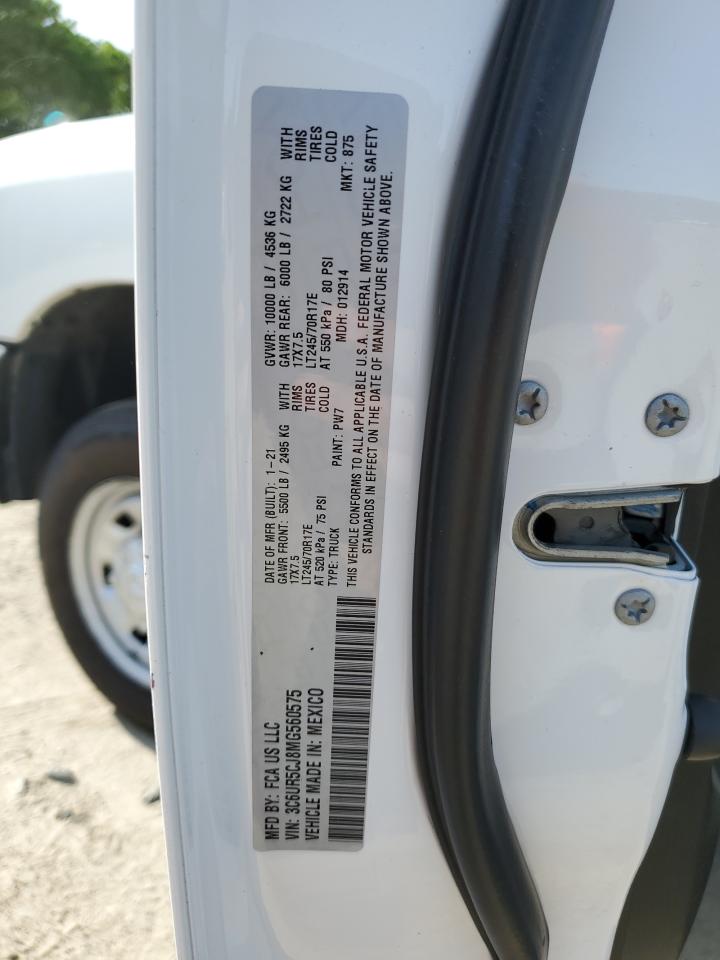 MFD BY: FCA US LLC
VIN: 3C6UR5CJ8MG560575
VEHICLE MADE IN: MEXICO
DATE OF MFR (BUILT): 1-21 GVWR: 10000 LB / 4536 KG
GAWR FRONT: 5500 LB / 2495 KG WITH GAWR REAR: 6000 LB / 2722 KG WITH
17X7.5 RIMS 17X7.5 RIMS
LT245/70R17E TIRES LT245/70R17E TIRES
AT 520 kPa / 75 PSI COLD AT 550 kPa / 80 PSI COLD
TYPE: TRUCK PAINT: PW7 MDH: 012914 MKT: 875
THIS VEHICLE CONFORMS TO ALL APPLICABLE U.S.A. FEDERAL MOTOR VEHICLE SAFETY
STANDARDS IN EFFECT ON THE DATE OF MANUFACTURE SHOWN ABOVE.